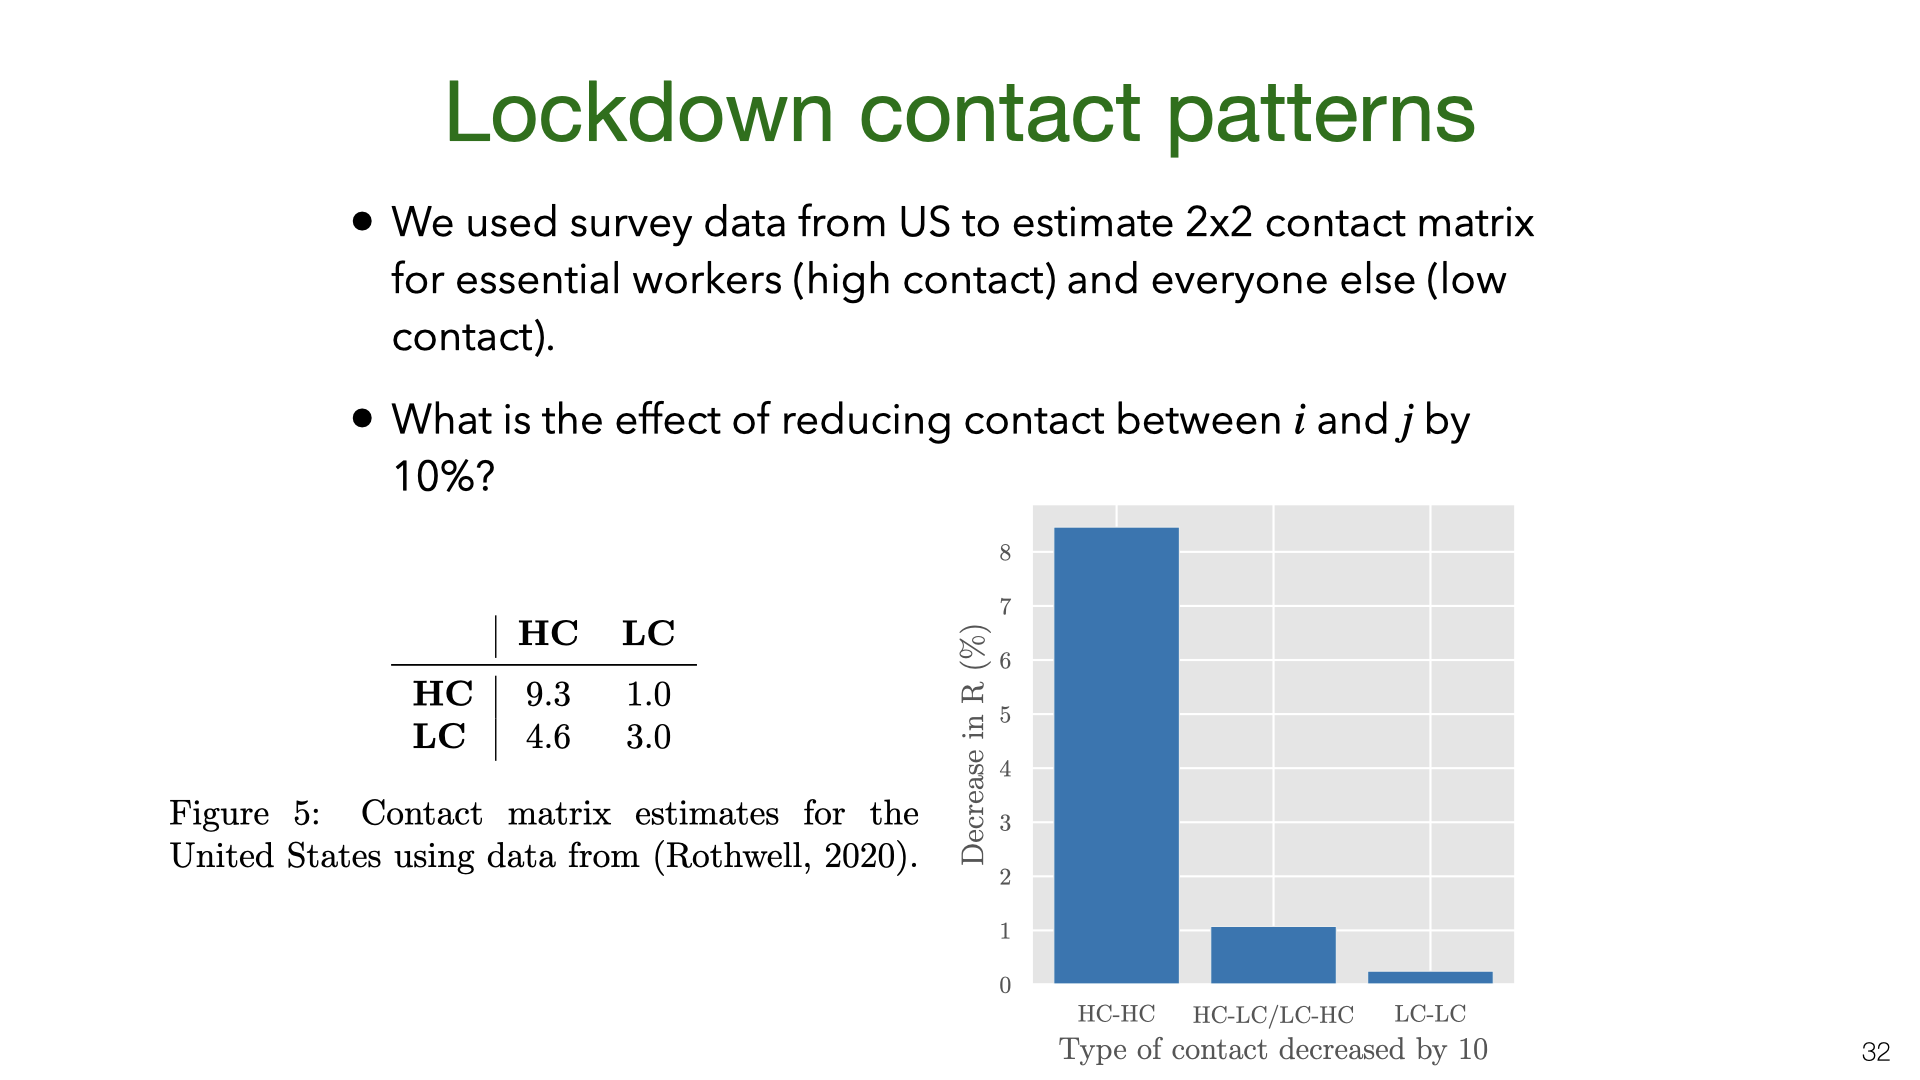 Lockdown contact patterns
• We used survey data from US to estimate 2x2 contact matrix
for essential workers (high contact) and everyone else (low
contact).
• What is the effect of reducing contact between i and j by
10%?
HC LC
HC 9.3 1.0
LC 4.6 3.0
Figure 5: Contact matrix estimates for the
United States using data from (Rothwell, 2020).
Decrease in R (%)
8
7
6
5
4
3
2
1
0
HC-HC HC-LC/LC-HC LC-LC
Type of contact decreased by 10
32